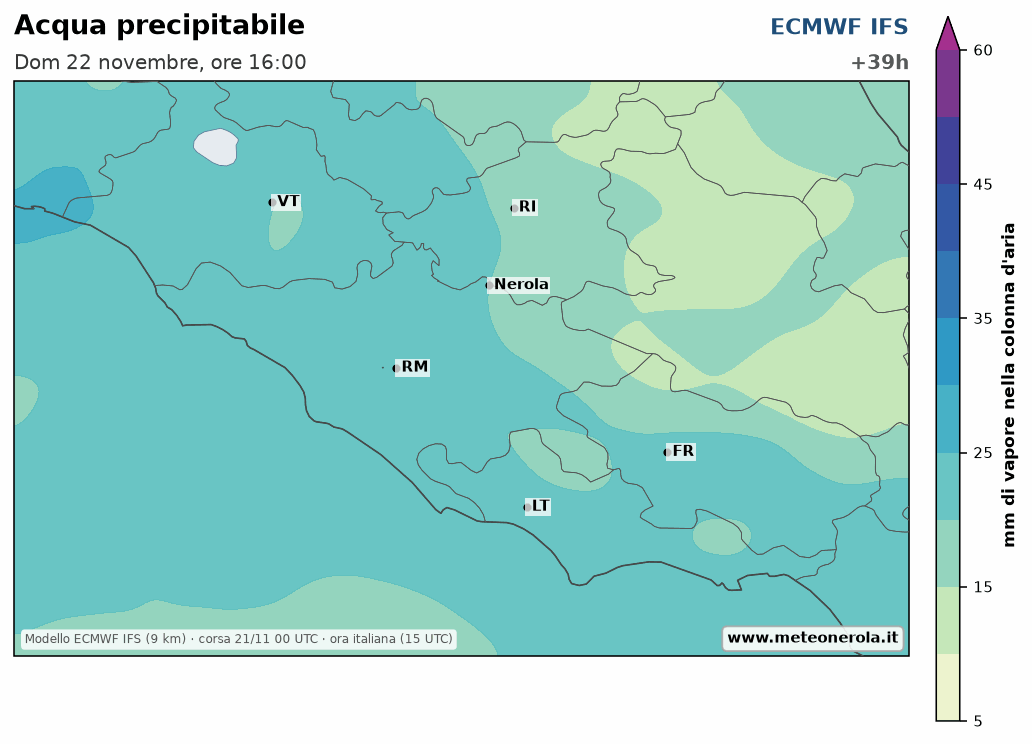 Acqua precipitabile
ECMWF IFS
Dom 22 novembre, ore 16:00
+39h
VT
RI
Nerola
RM
FR
LT
Modello ECMWF IFS (9 km) · corsa 21/11 00 UTC · ora italiana (15 UTC)
www.meteonerola.it
60
45
35
25
15
5
mm di vapore nella colonna d'aria